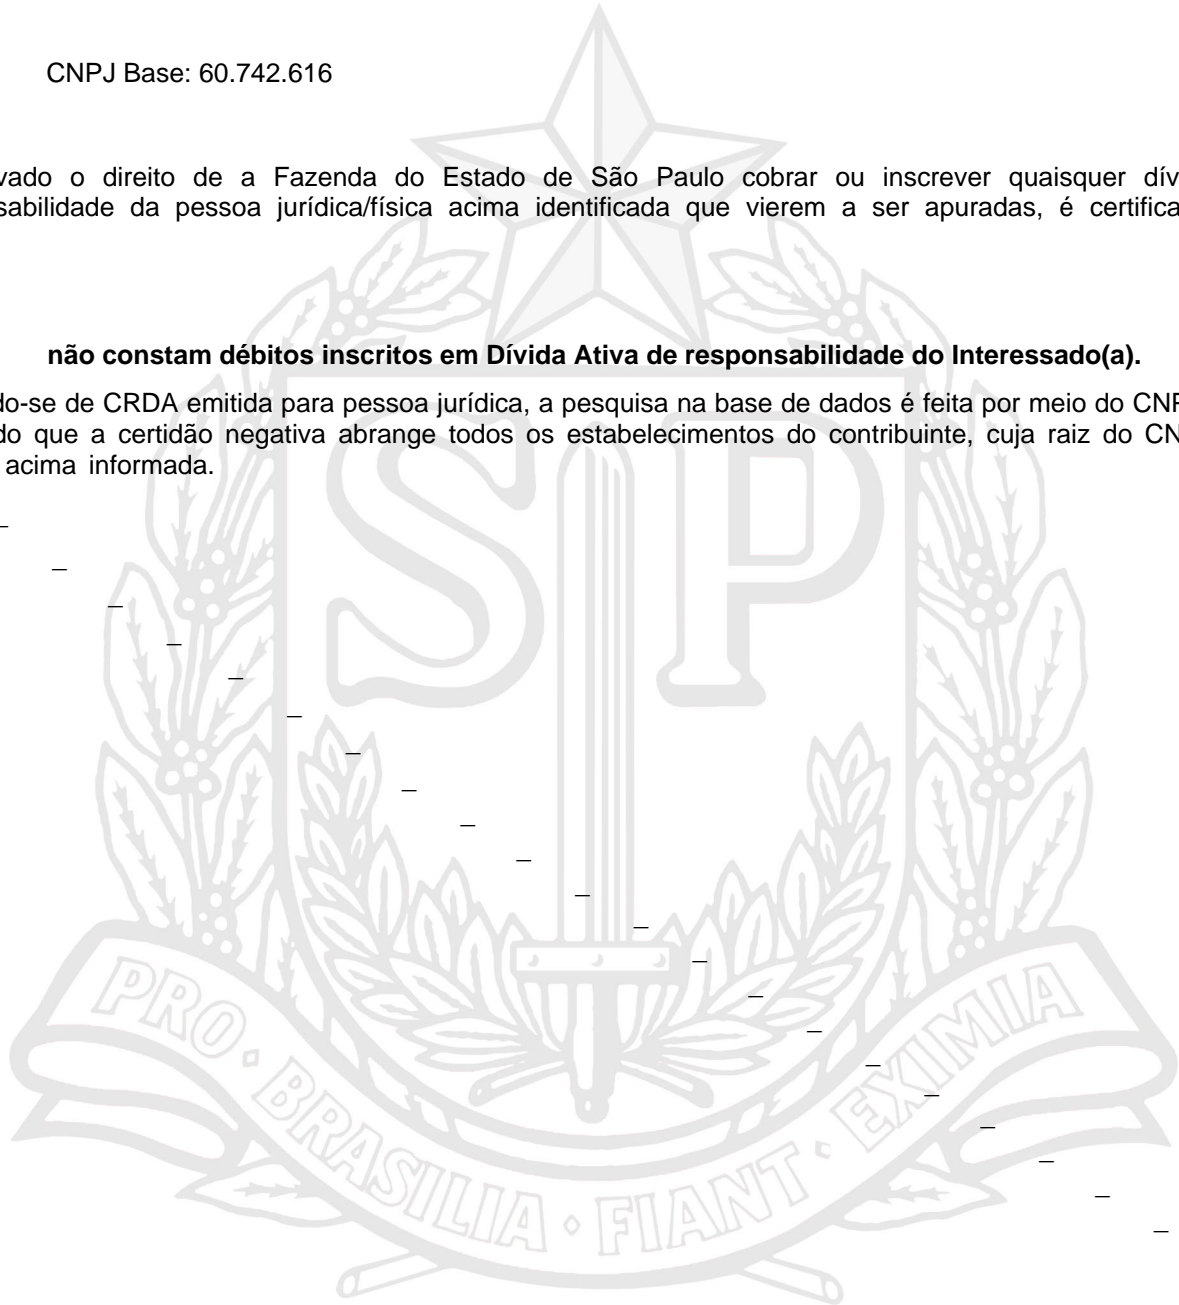 CNPJ Base: 60.742.616
vado o direito de a Fazenda do Estado de São Paulo cobrar ou inscrever quaisquer dív
sabilidade da pessoa jurídica/física acima identificada que vierem a ser apuradas, é certifica
não constam débitos inscritos em Dívida Ativa de responsabilidade do Interessado(a).
do-se de CRDA emitida para pessoa jurídica, a pesquisa na base de dados é feita por meio do CNP
do que a certidão negativa abrange todos os estabelecimentos do contribuinte, cuja raiz do CN
acima informada.
SP
PRO · BRASILIA · FIANT · EXIMIA